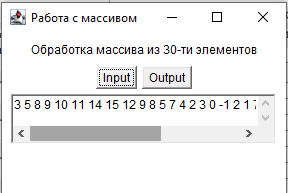 Работа с массивом
Обработка массива из 30-ти элементов
Input Output
3 5 8 9 10 11 14 15 12 9 8 5 7 4 2 3 0 -1 2 1